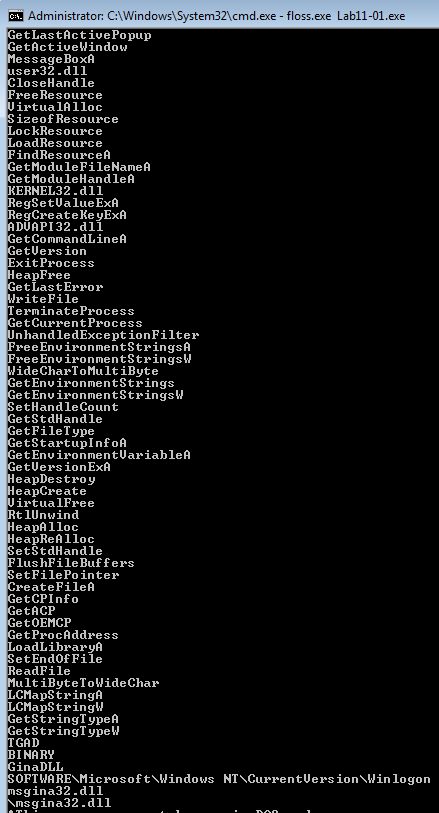 Administrator: C:\Windows\System32\cmd.exe - floss.exe Lab11-01.exe
GetLastActivePopup
GetActiveWindow
MessageBoxA
user32.dll
CloseHandle
FreeResource
VirtualAlloc
SizeofResource
LockResource
LoadResource
FindResourceA
GetModuleFileNameA
GetModuleHandleA
KERNEL32.dll
RegSetValueExA
RegCreateKeyExA
ADVAPI32.dll
GetCommandLineA
GetVersion
ExitProcess
HeapFree
GetLastError
WriteFile
TerminateProcess
GetCurrentProcess
UnhandledExceptionFilter
FreeEnvironmentStringsA
FreeEnvironmentStringsW
WideCharToMultiByte
GetEnvironmentStrings
GetEnvironmentStringsW
SetHandleCount
GetStdHandle
GetFileType
GetStartupInfoA
GetEnvironmentVariableA
GetVersionExA
HeapDestroy
HeapCreate
VirtualFree
RtlUnwind
HeapAlloc
HeapReAlloc
SetStdHandle
FlushFileBuffers
SetFilePointer
CreateFileA
GetCPInfo
GetACP
GetOEMCP
GetProcAddress
LoadLibraryA
SetEndOfFile
ReadFile
MultiByteToWideChar
LCMapStringA
LCMapStringW
GetStringTypeA
GetStringTypeW
TGAD
BINARY
GinaDLL
SOFTWARE\Microsoft\Windows NT\CurrentVersion\Winlogon
msgina32.dll
\msgina32.dll